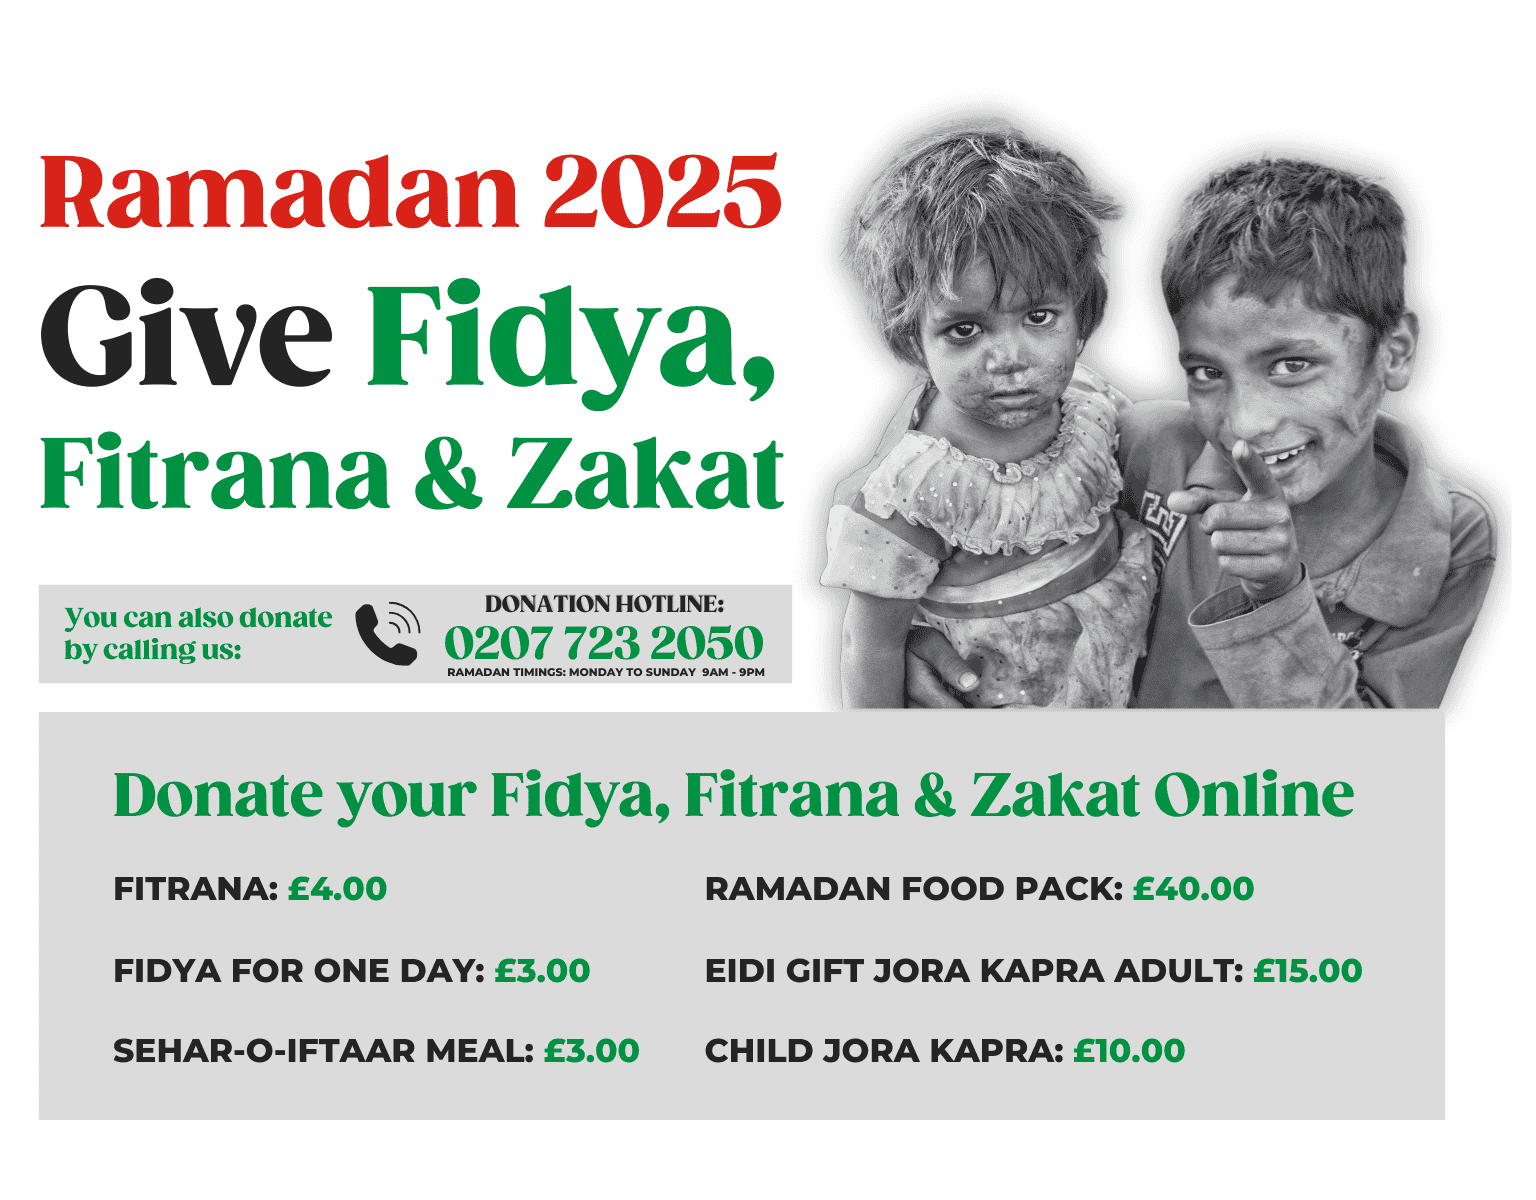 Ramadan 2025
Give Fidya,
Fitrana & Zakat
You can also donate
by calling us:
DONATION HOTLINE:
0207 723 2050
RAMADAN TIMINGS: MONDAY TO SUNDAY 9AM - 9PM
Donate your Fidya, Fitrana & Zakat Online
FITRANA: £4.00
FIDYA FOR ONE DAY: £3.00
SEHAR-O-IFTAAR MEAL: £3.00
RAMADAN FOOD PACK: £40.00
EIDI GIFT JORA KAPRA ADULT: £15.00
CHILD JORA KAPRA: £10.00